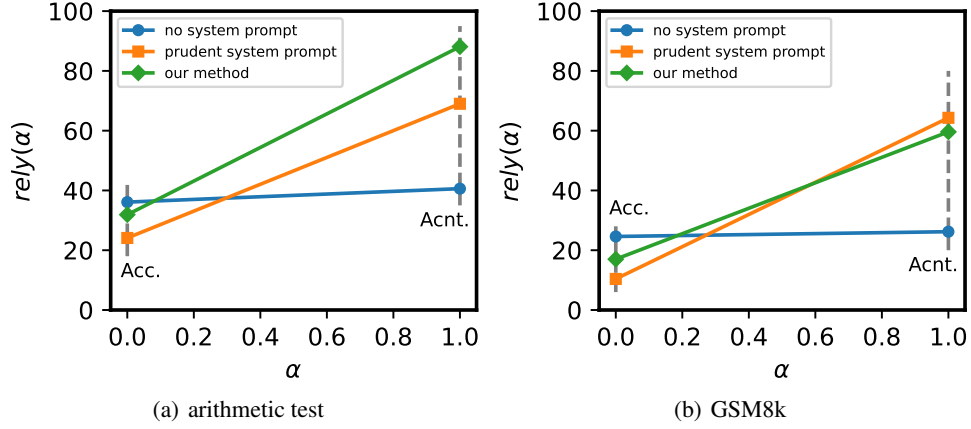 100
80
60
40
20
0
rely(α)
no system prompt
prudent system prompt
our method
Acc.
Acnt.
0.0 0.2 0.4 0.6 0.8 1.0
α
(a) arithmetic test
100
80
60
40
20
0
rely(α)
no system prompt
prudent system prompt
our method
Acc.
Acnt.
0.0 0.2 0.4 0.6 0.8 1.0
α
(b) GSM8k